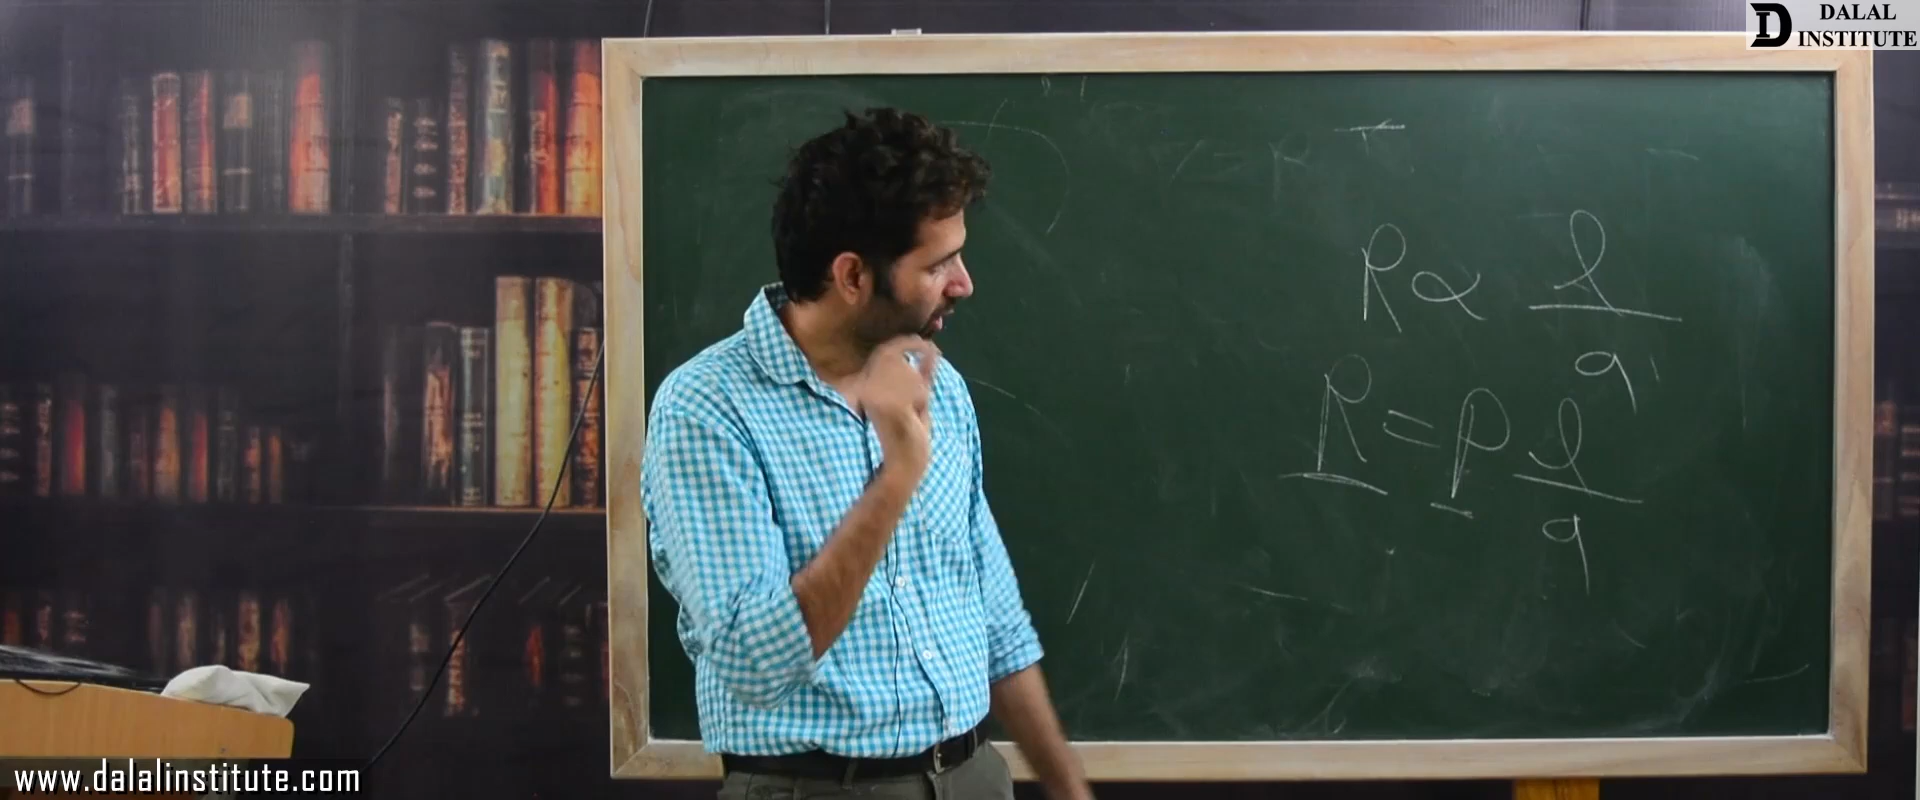 DALAL
INSTITUTE
R ∝ l/a
R = ρ l/a
www.dalalinstitute.com